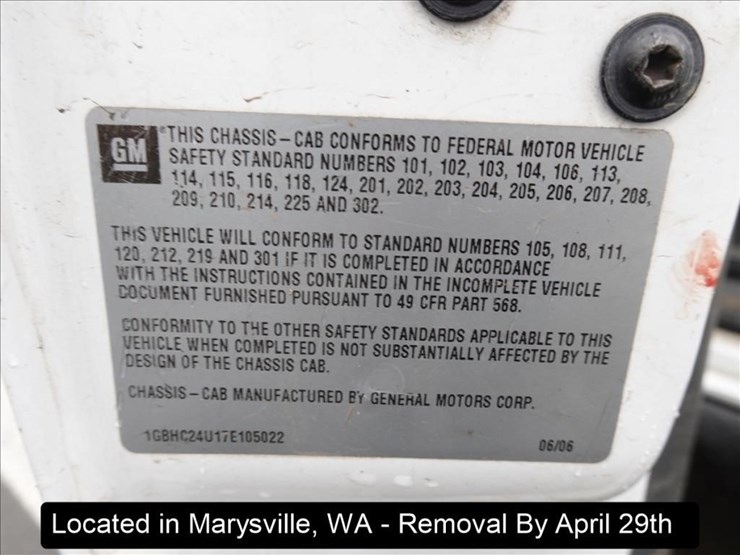 GM
THIS CHASSIS-CAB CONFORMS TO FEDERAL MOTOR VEHICLE
SAFETY STANDARD NUMBERS 101, 102, 103, 104, 106, 113,
114, 115, 116, 118, 124, 201, 202, 203, 204, 205, 206, 207, 208,
209, 210, 214, 225 AND 302.
THIS VEHICLE WILL CONFORM TO STANDARD NUMBERS 105, 108, 111,
120, 212, 219 AND 301 IF IT IS COMPLETED IN ACCORDANCE
WITH THE INSTRUCTIONS CONTAINED IN THE INCOMPLETE VEHICLE
DOCUMENT FURNISHED PURSUANT TO 49 CFR PART 568.
CONFORMITY TO THE OTHER SAFETY STANDARDS APPLICABLE TO THIS
VEHICLE, WHEN COMPLETED IS NOT SUBSTANTIALLY AFFECTED BY THE
DESIGN OF THE CHASSIS CAB.
CHASSIS-CAB MANUFACTURED BY GENERAL MOTORS CORP.
1GBHC24U17E105022
06/06
Located in Marysville, WA - Removal By April 29th